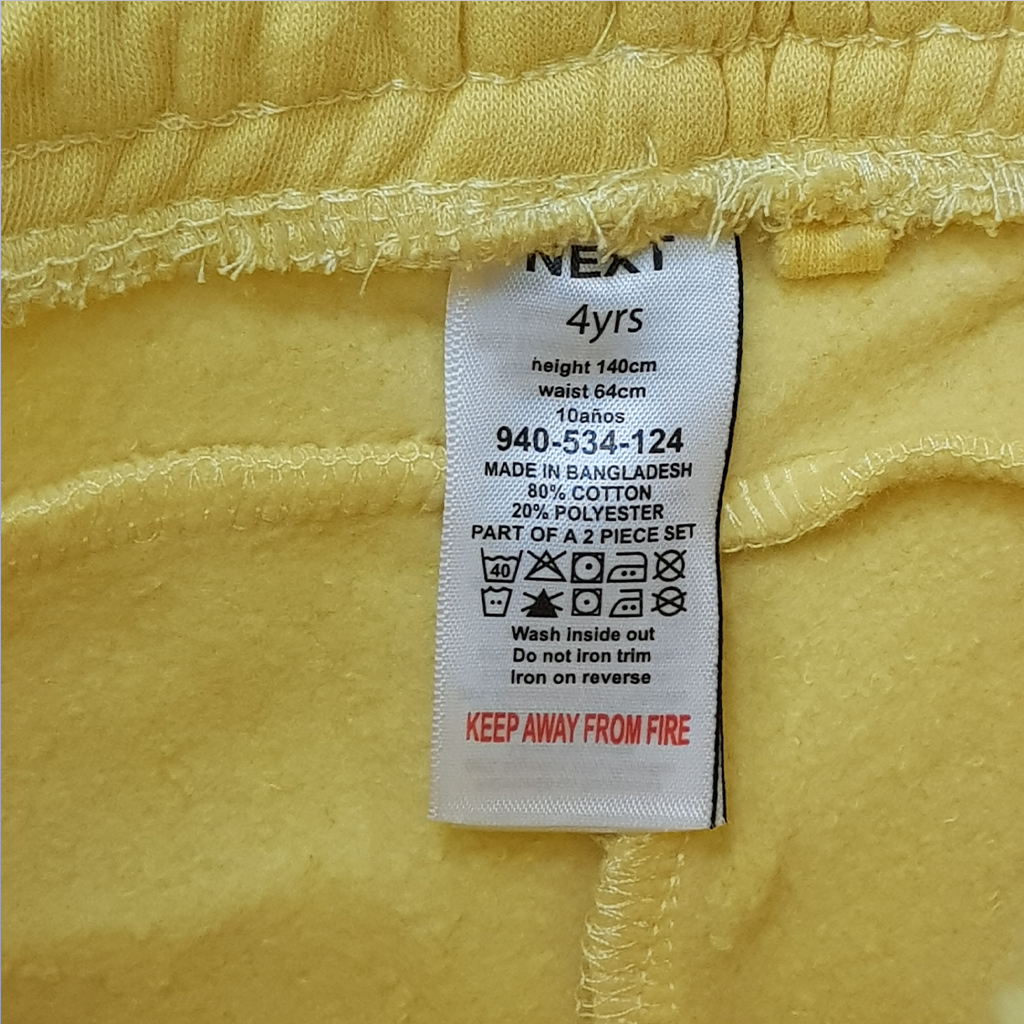 NEXT
4yrs
height 140cm
waist 64cm
10años
940-534-124
MADE IN BANGLADESH
80% COTTON
20% POLYESTER
PART OF A 2 PIECE SET
40
Wash inside out
Do not iron trim
Iron on reverse
KEEP AWAY FROM FIRE